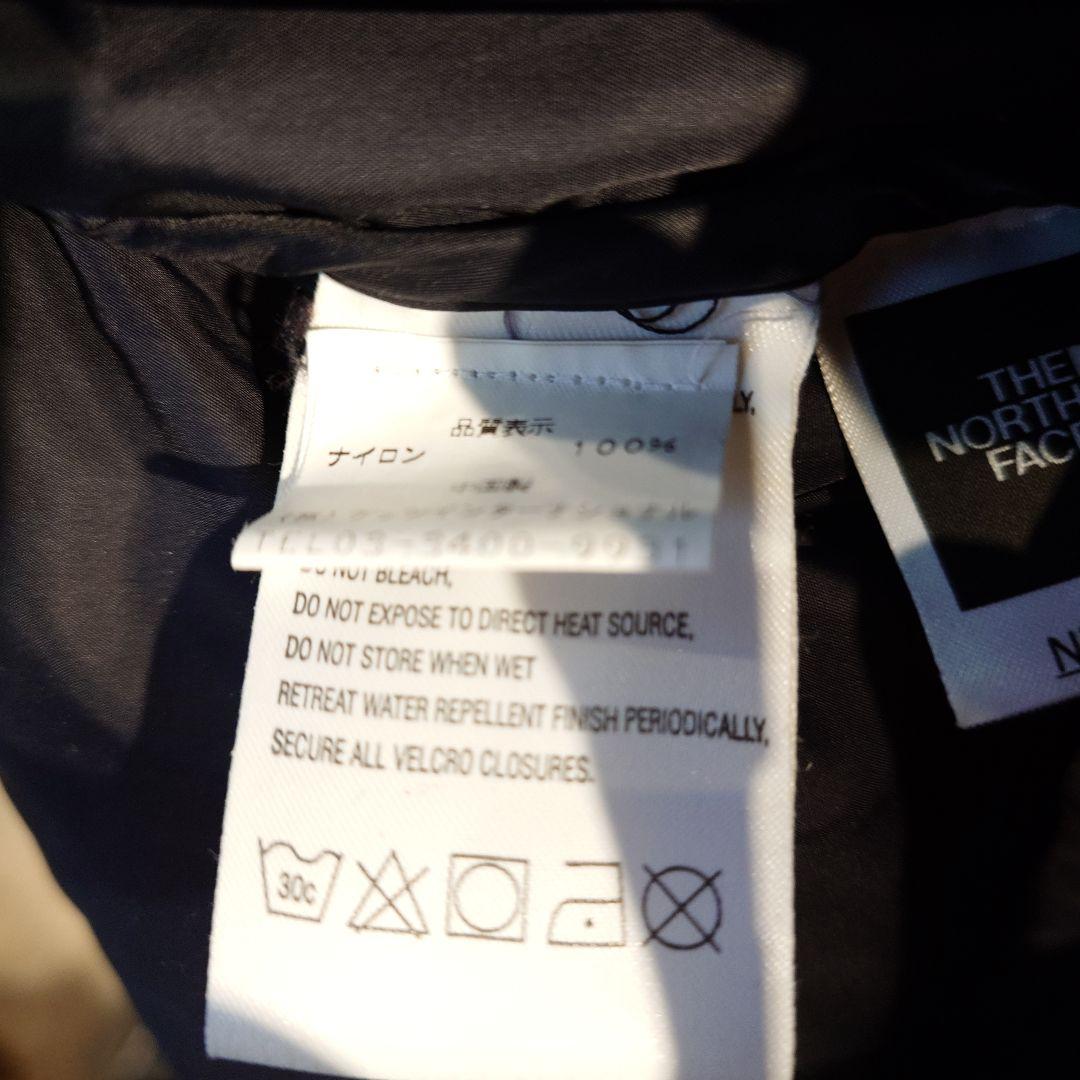 LY,
品質表示
ナイロン 100%
DO NOT BLEACH,
DO NOT EXPOSE TO DIRECT HEAT SOURCE,
DO NOT STORE WHEN WET
RETREAT WATER REPELLENT FINISH PERIODICALLY,
SECURE ALL VELCRO CLOSURES.
30c
THE
NORTH
FACE
N